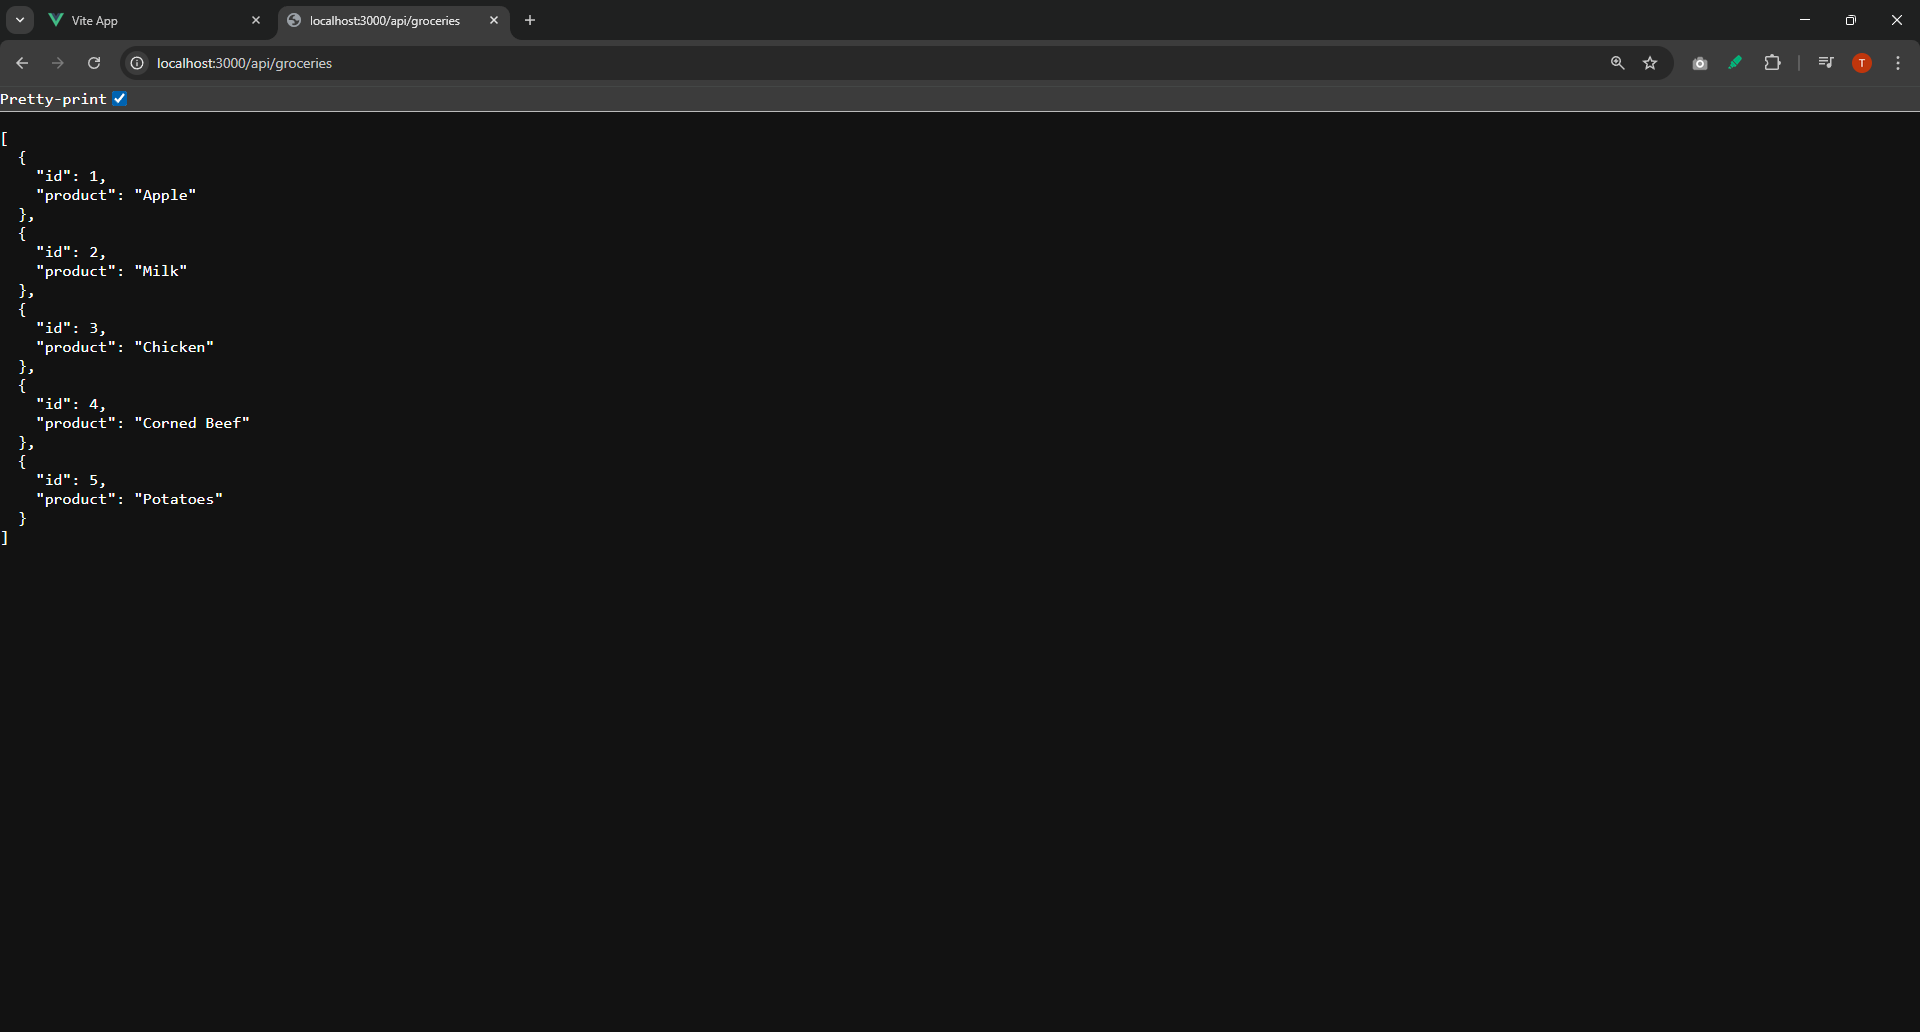 Vite App
localhost:3000/api/groceries
localhost:3000/api/groceries
T
Pretty-print
[
  {
    "id": 1,
    "product": "Apple"
  },
  {
    "id": 2,
    "product": "Milk"
  },
  {
    "id": 3,
    "product": "Chicken"
  },
  {
    "id": 4,
    "product": "Corned Beef"
  },
  {
    "id": 5,
    "product": "Potatoes"
  }
]